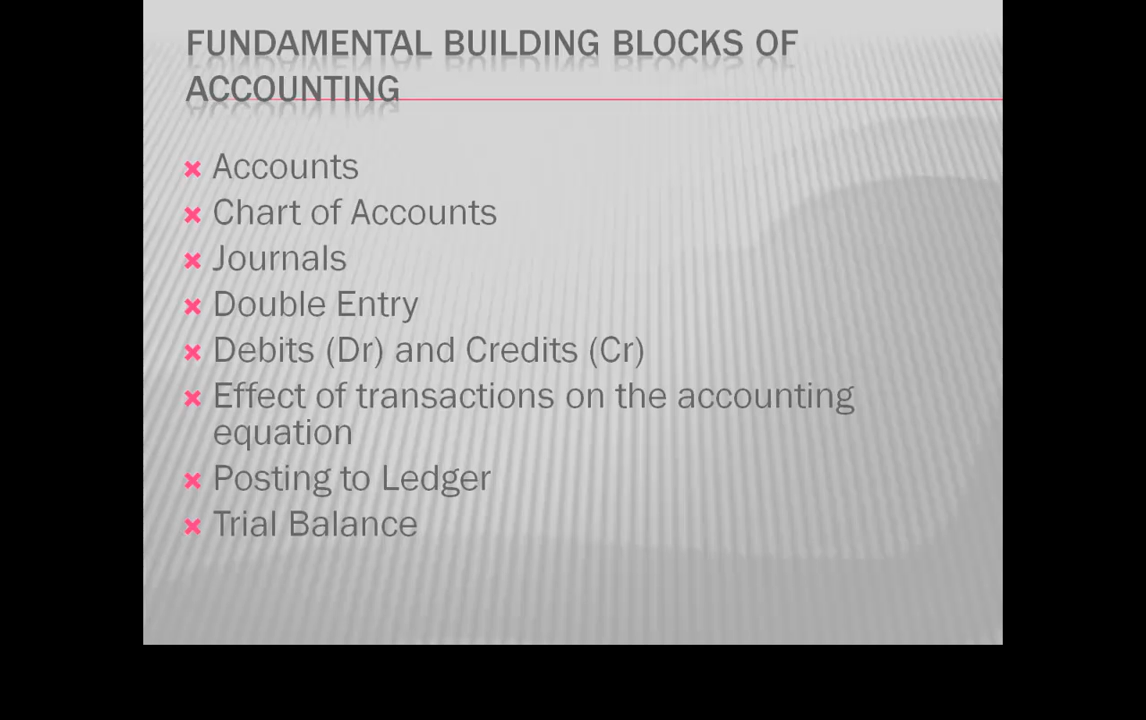 FUNDAMENTAL BUILDING BLOCKS OF
ACCOUNTING
Accounts
Chart of Accounts
Journals
Double Entry
Debits (Dr) and Credits (Cr)
Effect of transactions on the accounting
equation
Posting to Ledger
Trial Balance